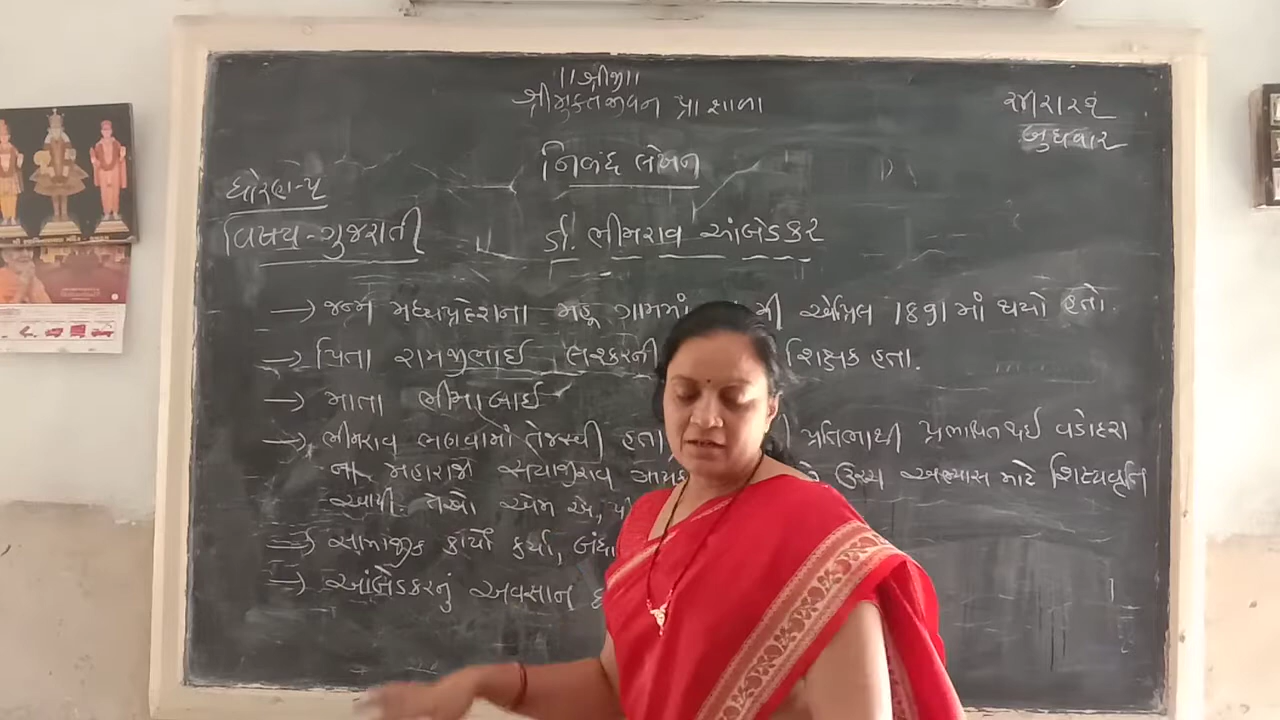 ।।શ્રીજી।।
શ્રી મુક્તજીવન પ્રા શાળા
બુધવાર
નિબંધ લેખન
ધોરણ-૫
વિષય-ગુજરાતી
ડૉ. ભીમરાવ આંબેડકર
→ જન્મ મધ્યપ્રદેશના મહૂ ગામમાં એપ્રિલ 1891 માં થયો હતો.
→ પિતા રામજીભાઈ લશ્કરની શિક્ષક હતા.
→ માતા ભીમાબાઈ
→ ભીમરાવ ભણવામાં તેજસ્વી હતા પ્રતિભાથી પ્રભાવિત થઈ વડોદરા
ના મહારાજા સયાજીરાવ ઉચ્ચ અભ્યાસ માટે શિષ્યવૃત્તિ
આપી. તેઓ એમ એ,
→ સામાજીક કાર્યો કર્યા,
→ આંબેડકરનું અવસાન